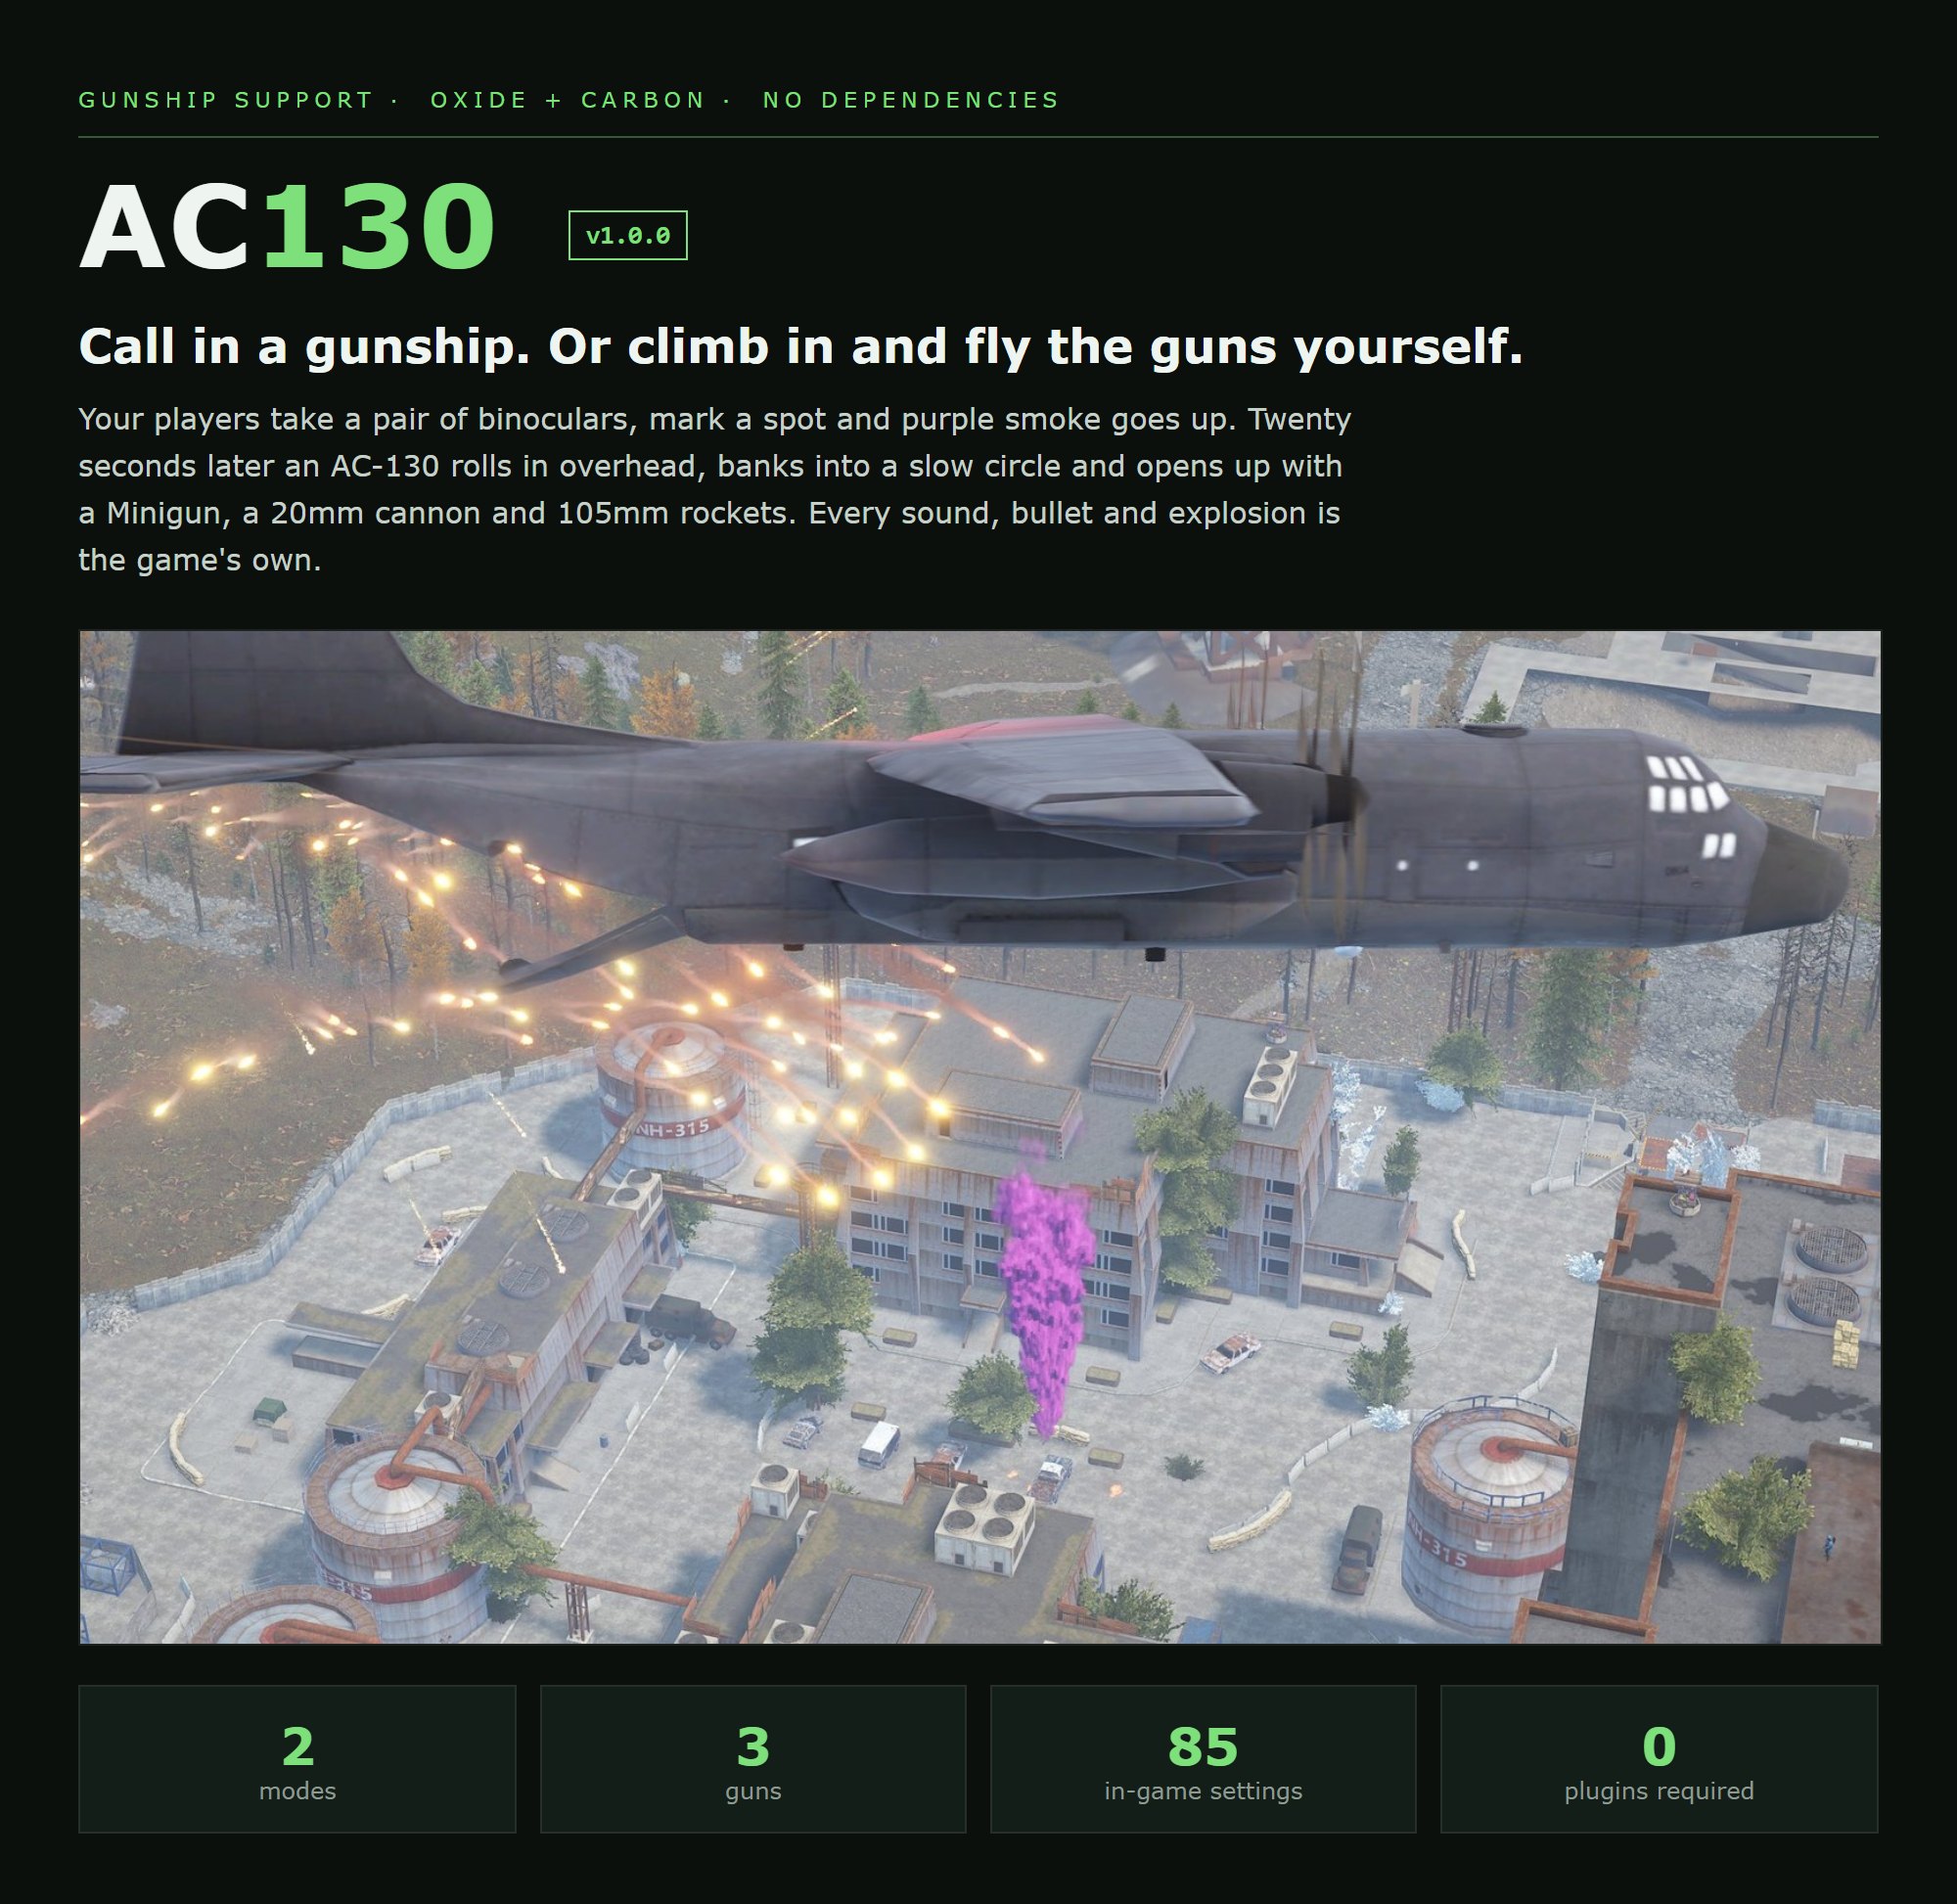 GUNSHIP SUPPORT · OXIDE + CARBON · NO DEPENDENCIES
AC130
v1.0.0
Call in a gunship. Or climb in and fly the guns yourself.
Your players take a pair of binoculars, mark a spot and purple smoke goes up. Twenty
seconds later an AC-130 rolls in overhead, banks into a slow circle and opens up with
a Minigun, a 20mm cannon and 105mm rockets. Every sound, bullet and explosion is
the game's own.
NH-315
-315
315
2
modes
3
guns
85
in-game settings
0
plugins required